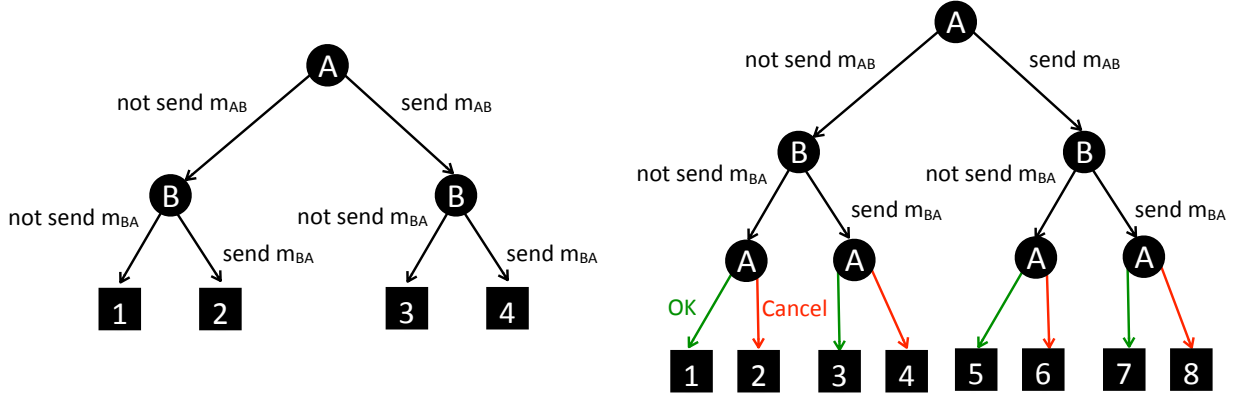 A
not send mAB
send mAB
B
B
not send mBA
send mBA
not send mBA
send mBA
1
2
3
4
A
not send mAB
send mAB
B
B
not send mBA
send mBA
not send mBA
send mBA
A
A
A
A
OK
Cancel
1
2
3
4
5
6
7
8